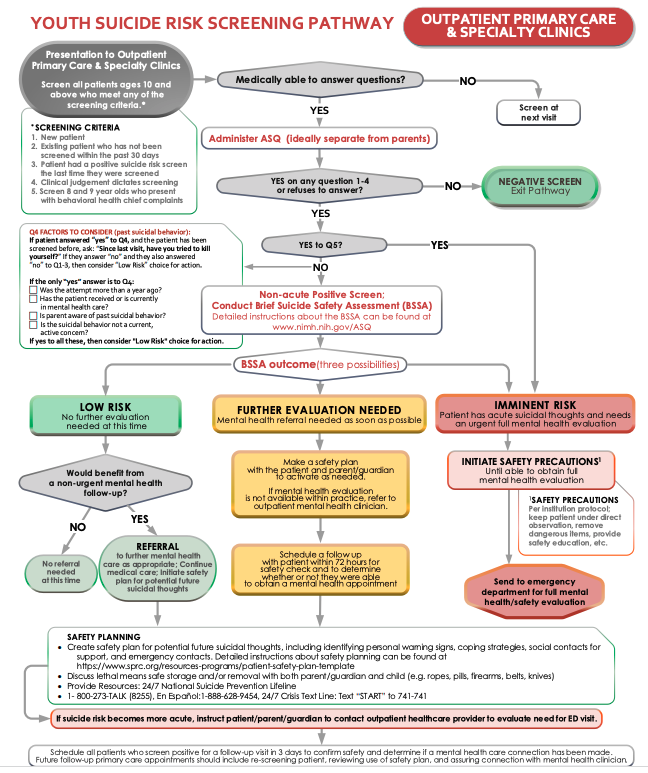 YOUTH SUICIDE RISK SCREENING PATHWAY
OUTPATIENT PRIMARY CARE
& SPECIALTY CLINICS
Presentation to Outpatient
Primary Care & Specialty Clinics
Screen all patients ages 10 and
above who meet any of the
screening criteria.*
Medically able to answer questions?
NO
Screen at
next visit
YES
*SCREENING CRITERIA
1. New patient
2. Existing patient who has not been
screened within the past 30 days
3. Patient had a positive suicide risk screen
the last time they were screened
4. Clinical judgement dictates screening
5. Screen 8 and 9 year olds who present
with behavioral health chief complaints
Administer ASQ (ideally separate from parents)
YES on any question 1-4
or refuses to answer?
NO
NEGATIVE SCREEN
Exit Pathway
YES
YES to Q5?
YES
NO
Q4 FACTORS TO CONSIDER (past suicidal behavior):
If patient answered "yes" to Q4, and the patient has been
screened before, ask: "Since last visit, have you tried to kill
yourself?" If they answer "no" and they also answered
"no" to Q1-3, then consider "Low Risk" choice for action.
If the only "yes" answer is to Q4:
Was the attempt more than a year ago?
Has the patient received or is currently
in mental health care?
Is parent aware of past suicidal behavior?
Is the suicidal behavior not a current,
active concern?
If yes to all these, then consider "Low Risk" choice for action.
Non-acute Positive Screen;
Conduct Brief Suicide Safety Assessment (BSSA)
Detailed instructions about the BSSA can be found at
www.nimh.nih.gov/ASQ
BSSA outcome(three possibilities)
LOW RISK
No further evaluation
needed at this time
FURTHER EVALUATION NEEDED
Mental health referral needed as soon as possible
IMMINENT RISK
Patient has acute suicidal thoughts and needs
an urgent full mental health evaluation
Would benefit from
a non-urgent mental health
follow-up?
NO
YES
No referral
needed
at this time
REFERRAL
to further mental health
care as appropriate; Continue
medical care; Initiate safety
plan for potential future
suicidal thoughts
Make a safety plan
with the patient and parent/guardian
to activate as needed.
If mental health evaluation
is not available within practice, refer to
outpatient mental health clinician.
Schedule a follow up
with patient within 72 hours for
safety check and to determine
whether or not they were able
to obtain a mental health appointment
INITIATE SAFETY PRECAUTIONS¹
Until able to obtain full
mental health evaluation
¹SAFETY PRECAUTIONS
Per institution protocol;
keep patient under direct
observation, remove
dangerous items, provide
safety education, etc.
Send to emergency
department for full mental
health/safety evaluation
SAFETY PLANNING
• Create safety plan for potential future suicidal thoughts, including identifying personal warning signs, coping strategies, social contacts for
support, and emergency contacts. Detailed instructions about safety planning can be found at
https://www.sprc.org/resources-programs/patient-safety-plan-template
• Discuss lethal means safe storage and/or removal with both parent/guardian and child (e.g. ropes, pills, firearms, belts, knives)
• Provide Resources: 24/7 National Suicide Prevention Lifeline
• 1- 800-273-TALK (8255), En Español:1-888-628-9454, 24/7 Crisis Text Line: Text "START" to 741-741
If suicide risk becomes more acute, instruct patient/parent/guardian to contact outpatient healthcare provider to evaluate need for ED visit.
Schedule all patients who screen positive for a follow-up visit in 3 days to confirm safety and determine if a mental health care connection has been made.
Future follow-up primary care appointments should include re-screening patient, reviewing use of safety plan, and assuring connection with mental health clinician.